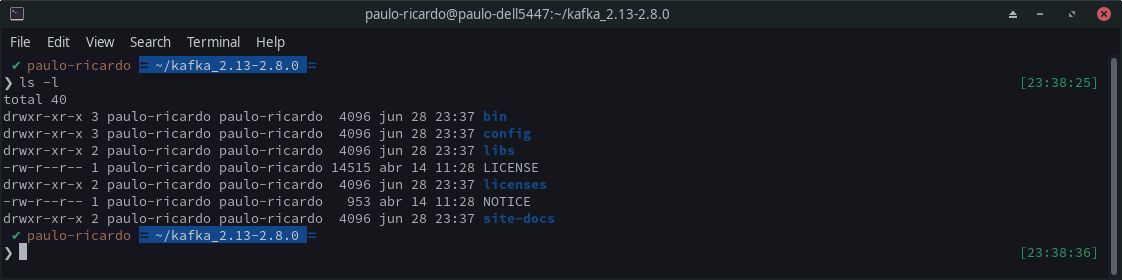 paulo-ricardo@paulo-dell5447:~/kafka_2.13-2.8.0
File Edit View Search Terminal Help
✔ paulo-ricardo = ~/kafka_2.13-2.8.0 =
❯ ls -l [23:38:25]
total 40
drwxr-xr-x 3 paulo-ricardo paulo-ricardo  4096 jun 28 23:37 bin
drwxr-xr-x 3 paulo-ricardo paulo-ricardo  4096 jun 28 23:37 config
drwxr-xr-x 2 paulo-ricardo paulo-ricardo  4096 jun 28 23:37 libs
-rw-r--r-- 1 paulo-ricardo paulo-ricardo 14515 abr 14 11:28 LICENSE
drwxr-xr-x 2 paulo-ricardo paulo-ricardo  4096 jun 28 23:37 licenses
-rw-r--r-- 1 paulo-ricardo paulo-ricardo   953 abr 14 11:28 NOTICE
drwxr-xr-x 2 paulo-ricardo paulo-ricardo  4096 jun 28 23:37 site-docs
✔ paulo-ricardo = ~/kafka_2.13-2.8.0 =
❯ [23:38:36]